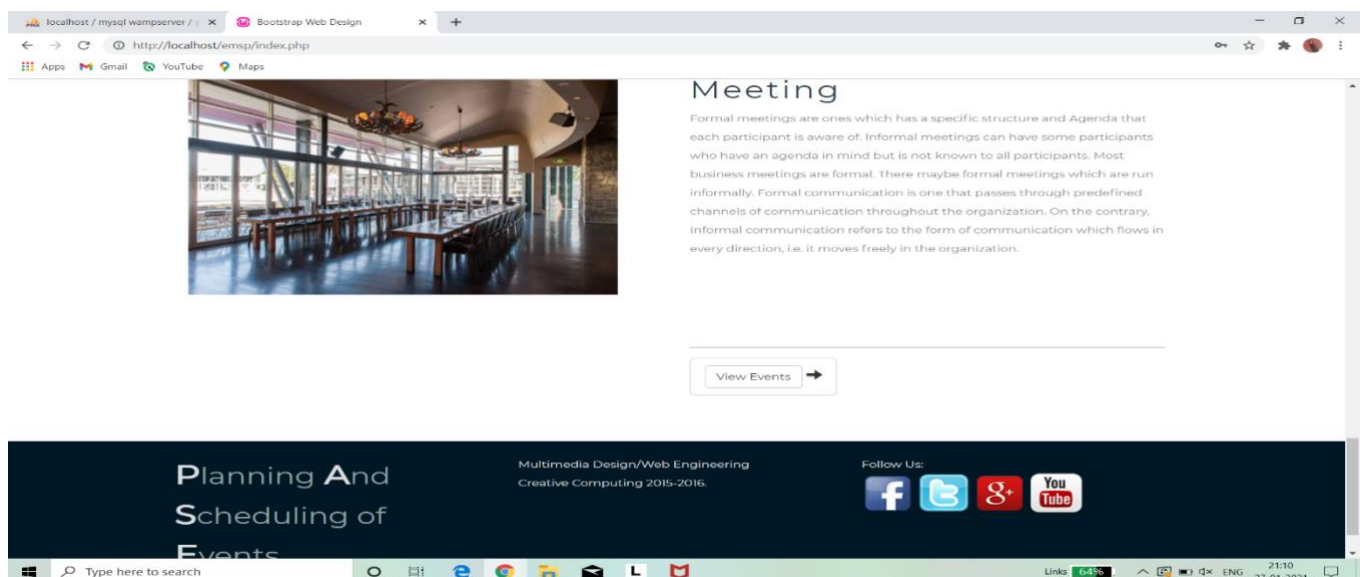 localhost / mysql wampserver /
Bootstrap Web Design
http://localhost/emsp/index.php
Apps
Gmail
YouTube
Maps
Meeting
Formal meetings are ones which has a specific structure and Agenda that
each participant is aware of. Informal meetings can have some participants
who have an agenda in mind but is not known to all participants. Most
business meetings are formal. There maybe formal meetings which are run
informally. Formal communication is one that passes through predefined
channels of communication throughout the organization. On the contrary,
Informal communication refers to the form of communication which flows in
every direction, i.e. it moves freely in the organization.
View Events
Planning And
Scheduling of
Events
Multimedia Design/Web Engineering
Creative Computing 2015-2016.
Follow Us:
You
Tube
Type here to search
L
Links
64%
ENG
21:10
27-01-2021